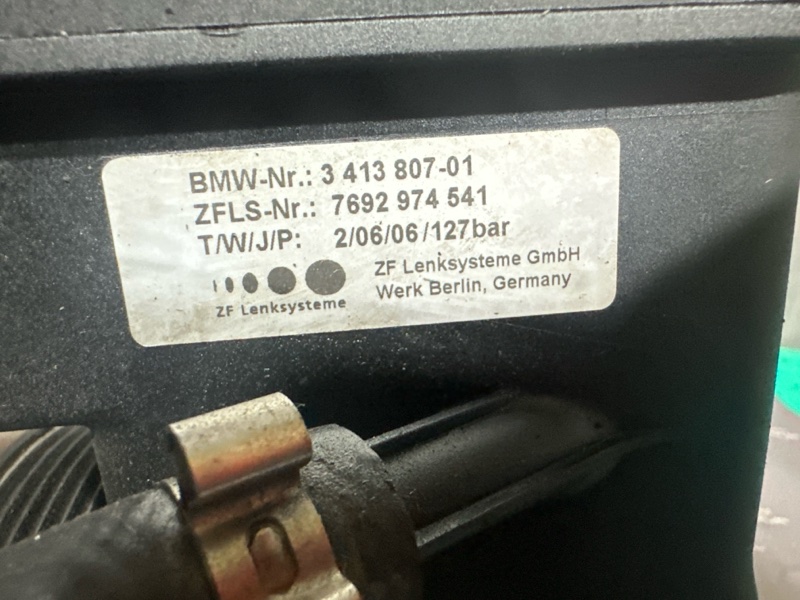 BMW-Nr.: 3 413 807-01
ZFLS-Nr.: 7692 974 541
T/W/J/P: 2/06/06/127bar
ZF Lenksysteme
ZF Lenksysteme GmbH
Werk Berlin, Germany